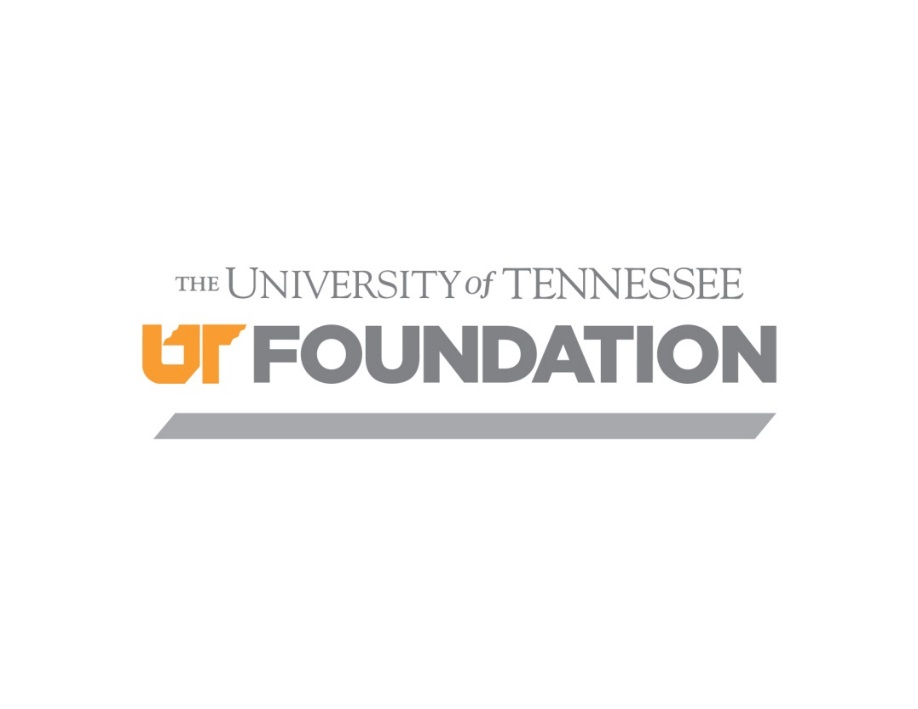 THE UNIVERSITY of TENNESSEE
UT FOUNDATION